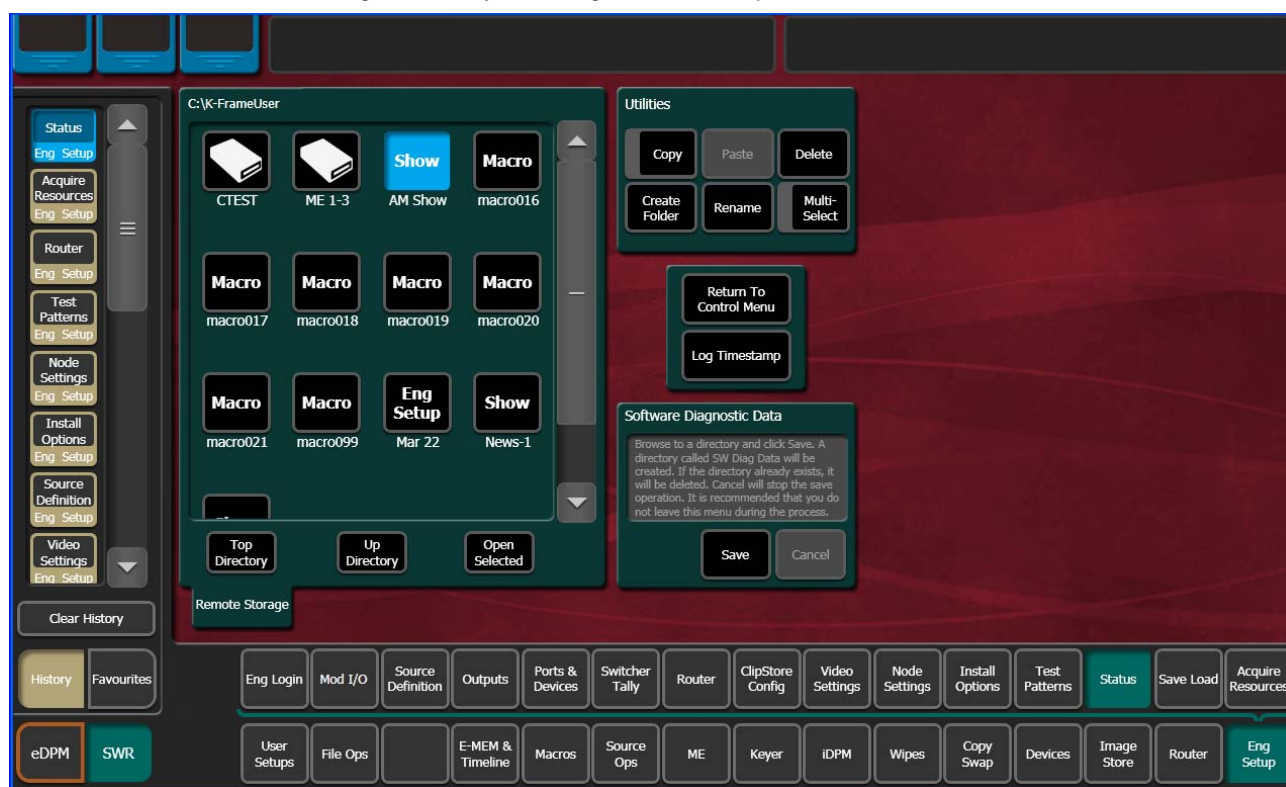 C:\K-FrameUser
Utilities
Status
Eng Setup
Acquire
Resources
Eng Setup
Router
Eng Setup
Test
Patterns
Eng Setup
Node
Settings
Eng Setup
Install
Options
Eng Setup
Source
Definition
Eng Setup
Video
Settings
Eng Setup
Clear History
History
Favourites
eDPM
SWR
Show
Macro
CTEST
ME 1-3
AM Show
macro016
Macro
Macro
Macro
Macro
macro017
macro018
macro019
macro020
Macro
Macro
Eng
Setup
Show
macro021
macro099
Mar 22
News-1
Top
Directory
Up
Directory
Open
Selected
Remote Storage
Copy
Paste
Delete
Create
Folder
Rename
Multi-
Select
Return To
Control Menu
Log Timestamp
Software Diagnostic Data
Browse to a directory and click Save. A
directory called SW Diag Data will be
created. If the directory already exists, it
will be deleted. Cancel will stop the save
operation. It is recommended that you do
not leave this menu during the process.
Save
Cancel
Eng Login
Mod I/O
Source
Definition
Outputs
Ports &
Devices
Switcher
Tally
Router
ClipStore
Config
Video
Settings
Node
Settings
Install
Options
Test
Patterns
Status
Save Load
Acquire
Resources
User
Setups
File Ops
E-MEM &
Timeline
Macros
Source
Ops
ME
Keyer
iDPM
Wipes
Copy
Swap
Devices
Image
Store
Router
Eng
Setup